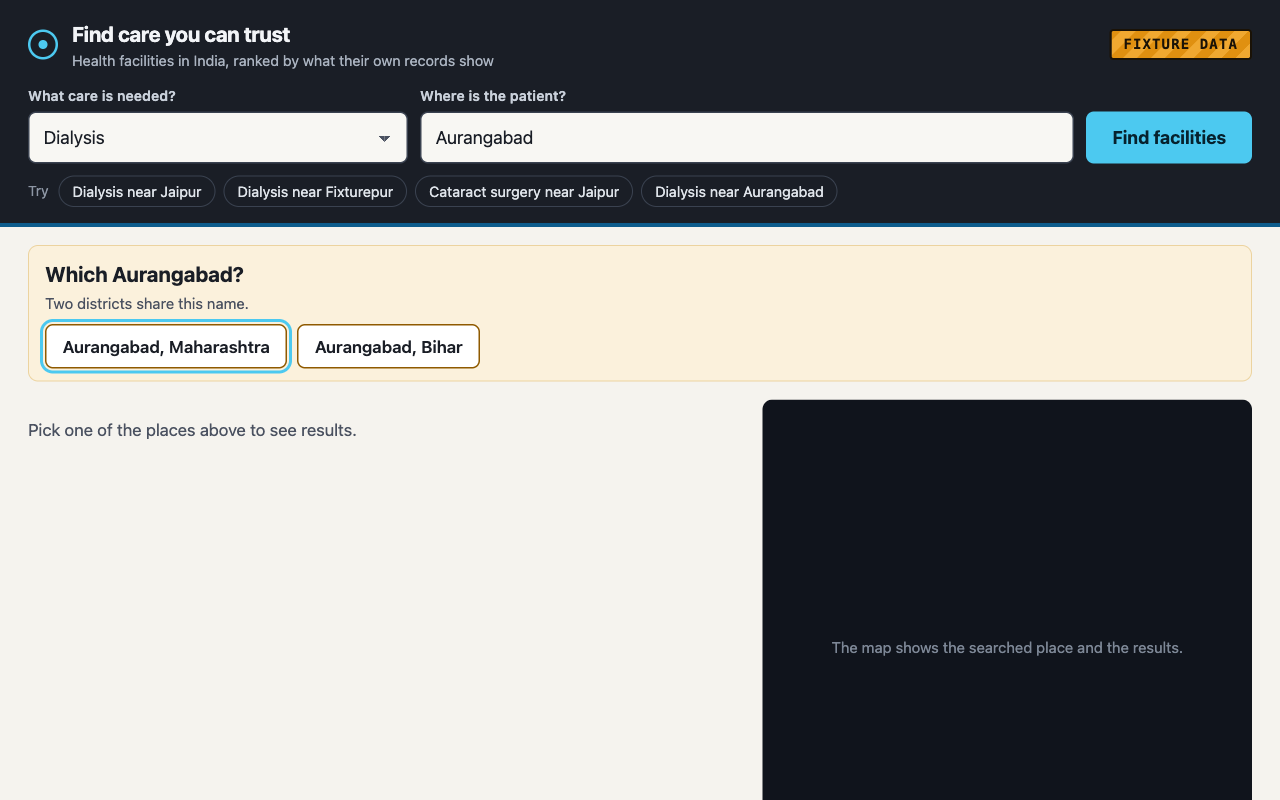 Find care you can trust
Health facilities in India, ranked by what their own records show
FIXTURE DATA
What care is needed?
Where is the patient?
Dialysis
Aurangabad
Find facilities
Try
Dialysis near Jaipur
Dialysis near Fixturepur
Cataract surgery near Jaipur
Dialysis near Aurangabad
Which Aurangabad?
Two districts share this name.
Aurangabad, Maharashtra
Aurangabad, Bihar
Pick one of the places above to see results.
The map shows the searched place and the results.